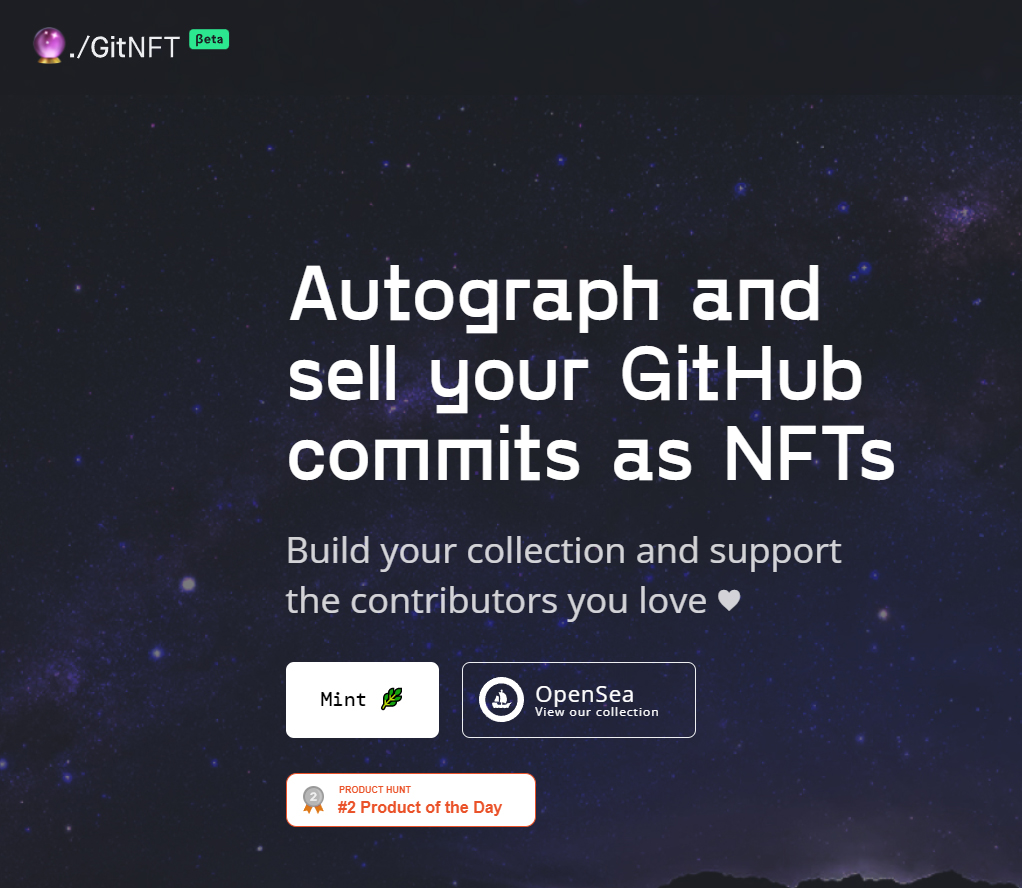 ./GitNFT βeta
Autograph and
sell your GitHub
commits as NFTs
Build your collection and support
the contributors you love
Mint
OpenSea
View our collection
2
PRODUCT HUNT
#2 Product of the Day